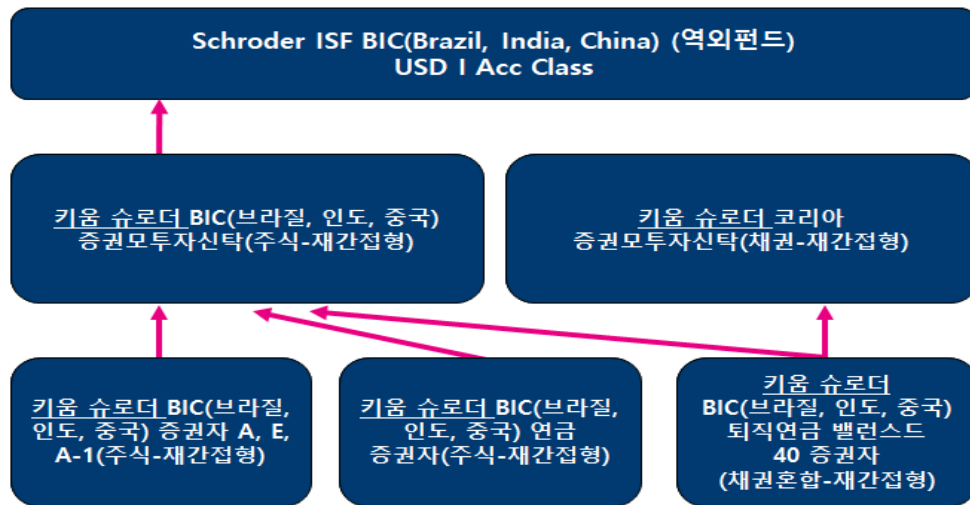 Schroder ISF BIC(Brazil, India, China) (역외펀드)
USD I Acc Class
키움 슈로더 BIC(브라질, 인도, 중국)
증권모투자신탁(주식-재간접형)
키움 슈로더 코리아
증권모투자신탁(채권-재간접형)
키움 슈로더 BIC(브라질,
인도, 중국) 증권자 A, E,
A-1(주식-재간접형)
키움 슈로더 BIC(브라질,
인도, 중국) 연금
증권자(주식-재간접형)
키움 슈로더
BIC(브라질, 인도, 중국)
퇴직연금 밸런스드
40 증권자
(채권혼합-재간접형)